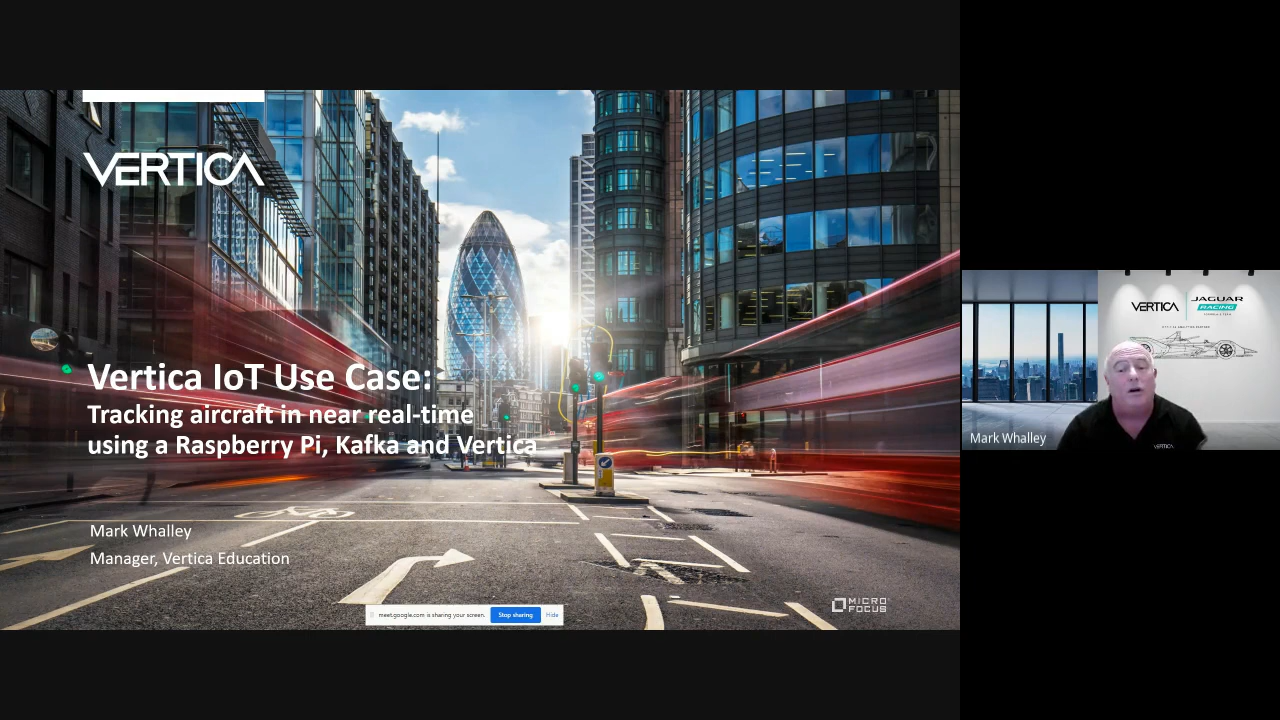 VERTICA
Vertica IoT Use Case:
Tracking aircraft in near real-time
using a Raspberry Pi, Kafka and Vertica
Mark Whalley
Manager, Vertica Education
meet.google.com is sharing your screen.
Stop sharing
Hide
MICRO
FOCUS
VERTICA
JAGUAR
RACING
Mark Whalley
VERTICA